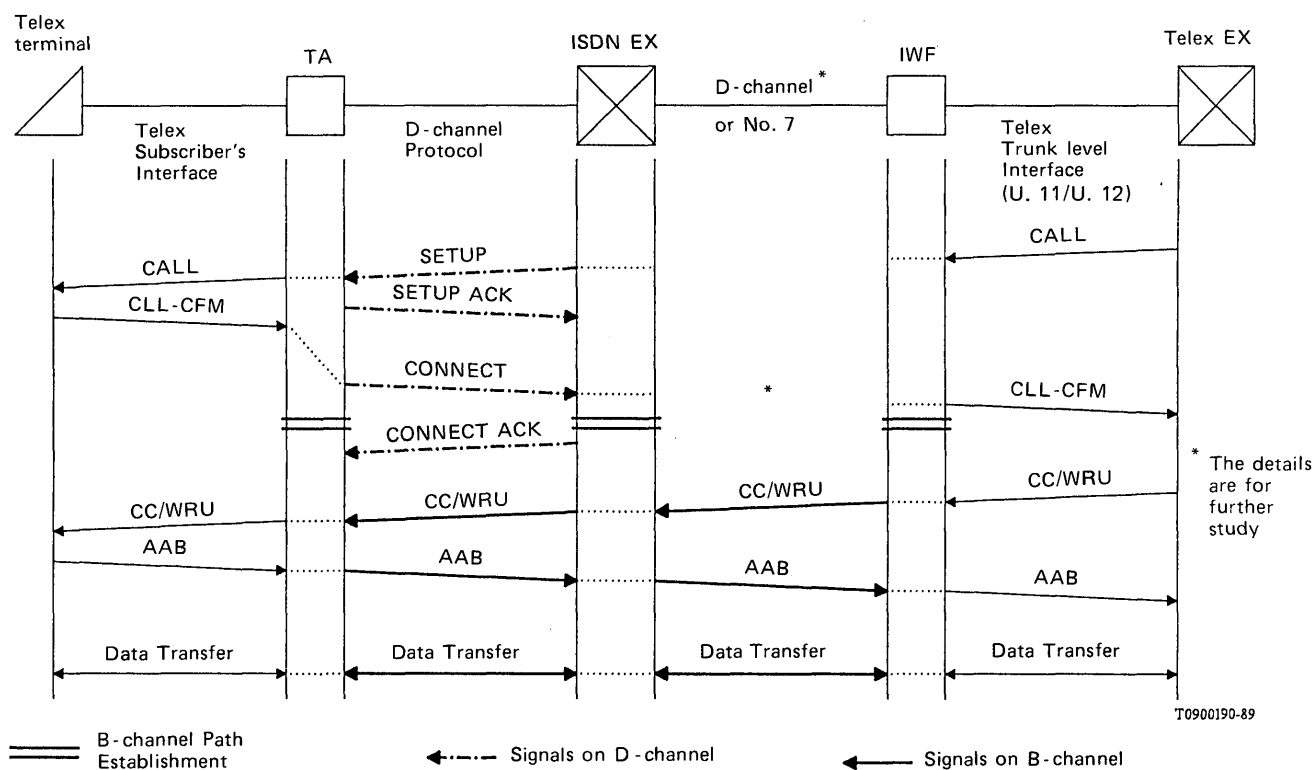 Telex
terminal
TA
ISDN EX
IWF
Telex EX
D-channel *
or No. 7
Telex
Subscriber's
Interface
D-channel
Protocol
Telex
Trunk level
Interface
(U. 11/U. 12)
CALL
SETUP
CALL
SETUP ACK
CLL-CFM
CONNECT
*
CLL-CFM
CONNECT ACK
* The details
are for
further
study
CC/WRU
CC/WRU
CC/WRU
CC/WRU
AAB
AAB
AAB
AAB
Data Transfer
Data Transfer
Data Transfer
Data Transfer
T0900190-89
B-channel Path
Establishment
Signals on D-channel
Signals on B-channel